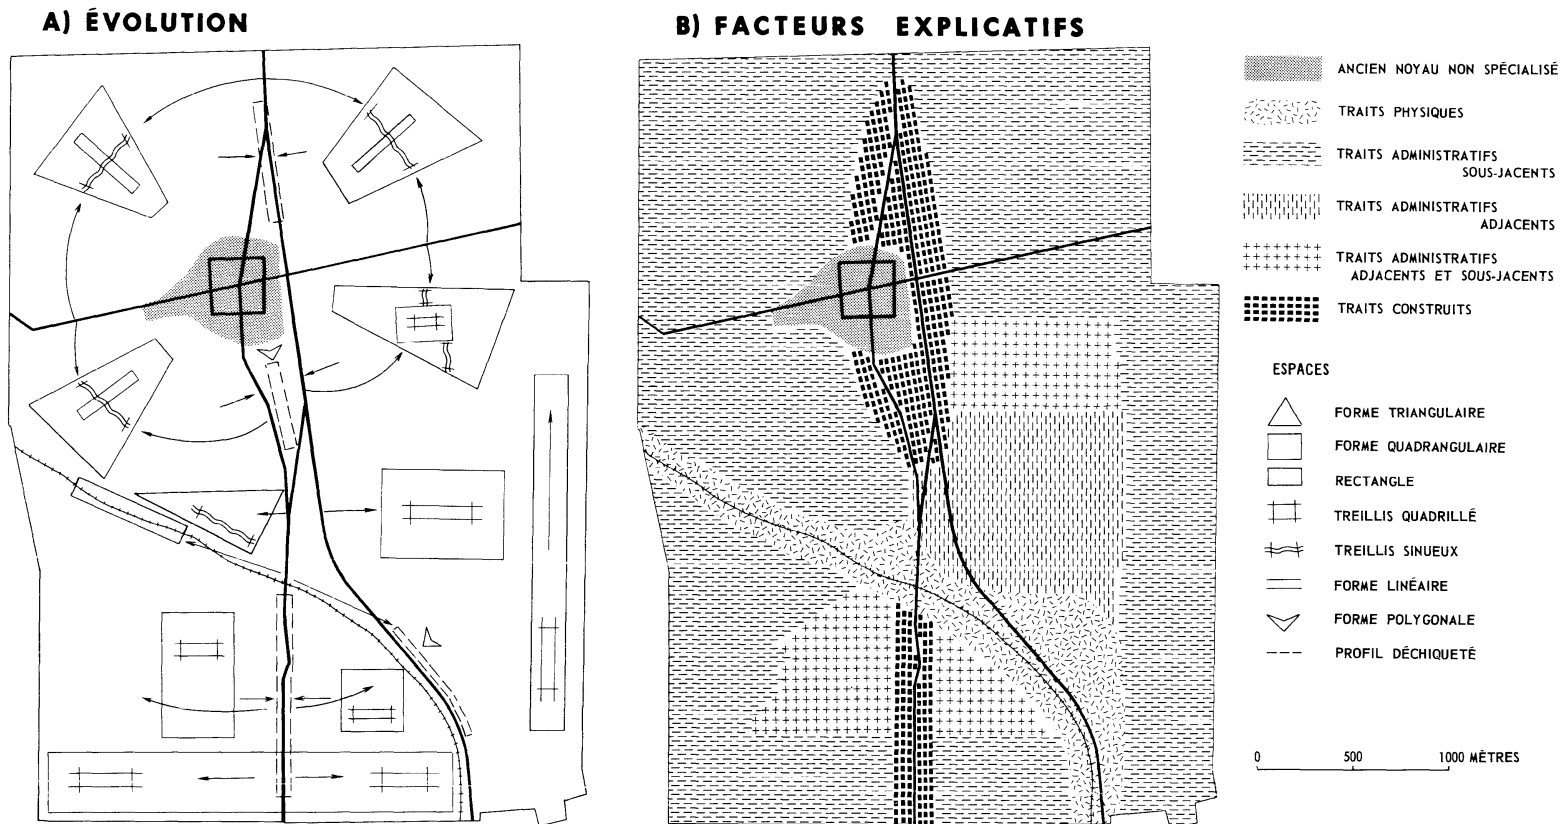 A) ÉVOLUTION
B) FACTEURS EXPLICATIFS
ANCIEN NOYAU NON SPÉCIALISÉ
TRAITS PHYSIQUES
TRAITS ADMINISTRATIFS
SOUS-JACENTS
TRAITS ADMINISTRATIFS
ADJACENTS
TRAITS ADMINISTRATIFS
ADJACENTS ET SOUS-JACENTS
TRAITS CONSTRUITS
ESPACES
FORME TRIANGULAIRE
FORME QUADRANGULAIRE
RECTANGLE
TREILLIS QUADRILLÉ
TREILLIS SINUEUX
FORME LINÉAIRE
FORME POLYGONALE
PROFIL DÉCHIQUETÉ
0 500 1000 MÈTRES